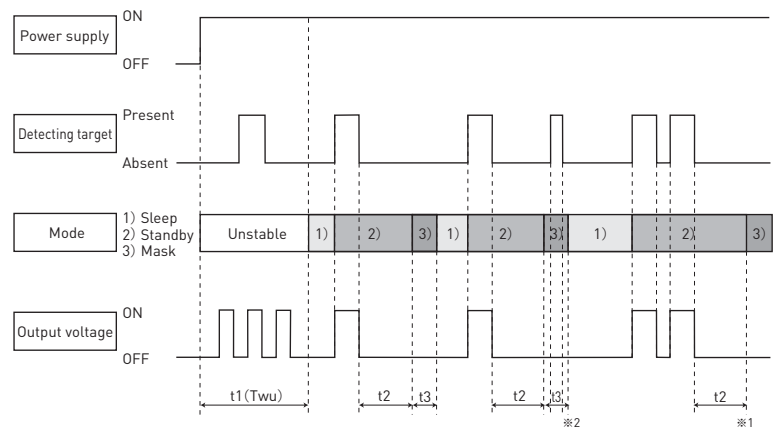 Power supply
ON
OFF
Detecting target
Present
Absent
Mode
1) Sleep
2) Standby
3) Mask
Unstable
1)
2)
3)
1)
2)
3)
1)
2)
3)
Output voltage
ON
OFF
t1(Twu)
t2
t3
t2
t3
t2
※2
※1